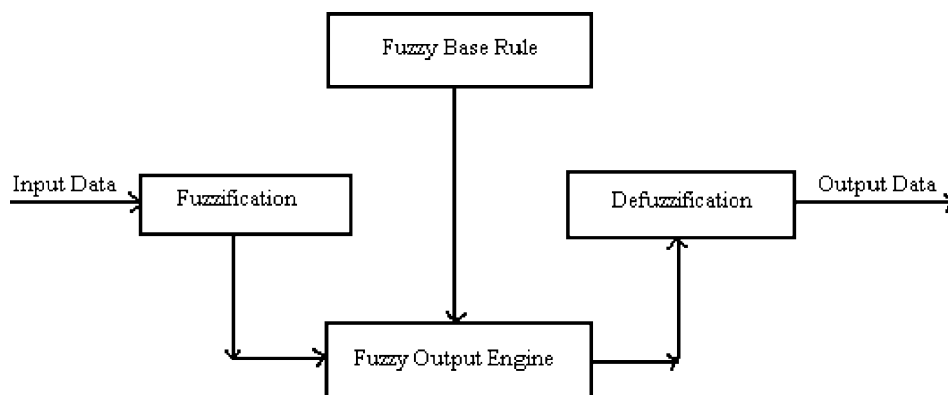 Fuzzy Base Rule
Input Data
Fuzzification
Defuzzification
Output Data
Fuzzy Output Engine